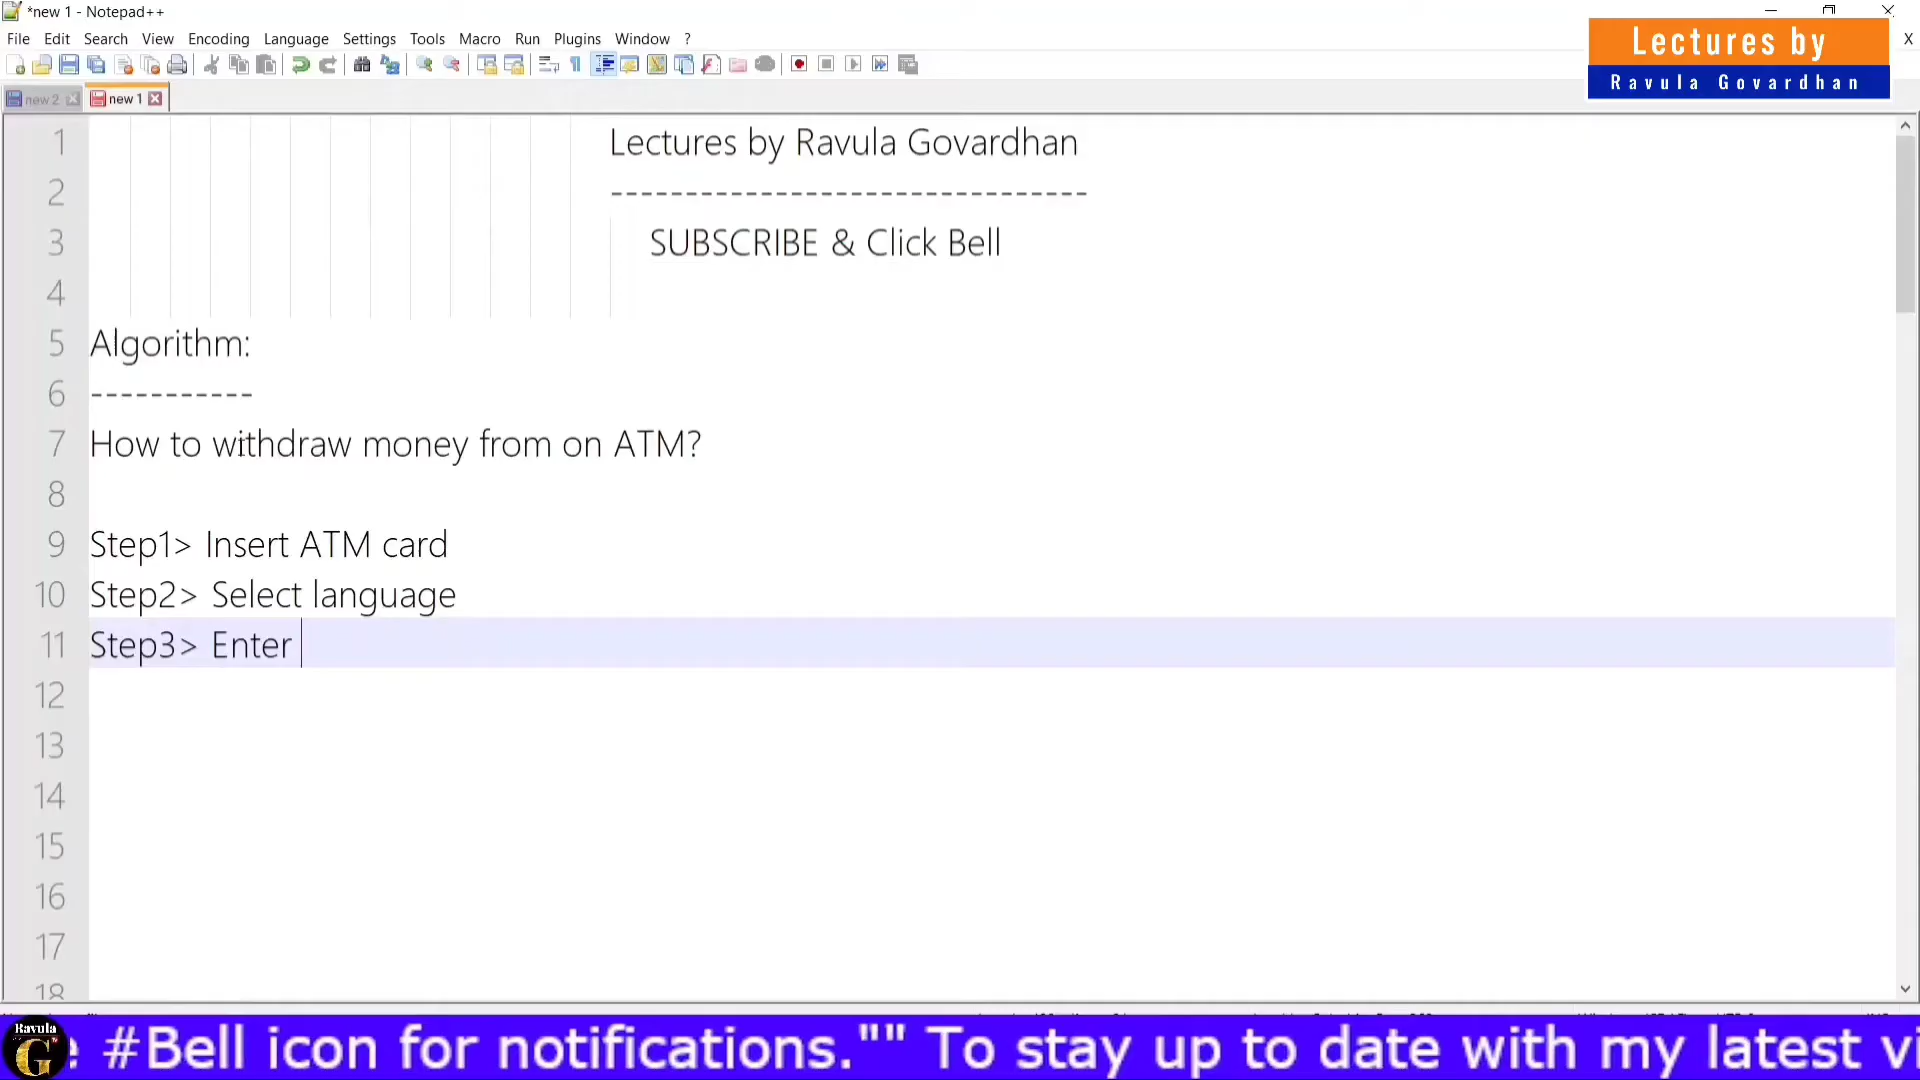 *new 1 - Notepad++
File Edit Search View Encoding Language Settings Tools Macro Run Plugins Window ? X
Lectures by
Ravula Govardhan
new 2 new 1
1 Lectures by Ravula Govardhan
2 -------------------------------
3 SUBSCRIBE & Click Bell
4
5 Algorithm:
6 -----------
7 How to withdraw money from on ATM?
8
9 Step1> Insert ATM card
10 Step2> Select language
11 Step3> Enter
12
13
14
15
16
17
18
Ravula
G
#Bell icon for notifications."" To stay up to date with my latest vi